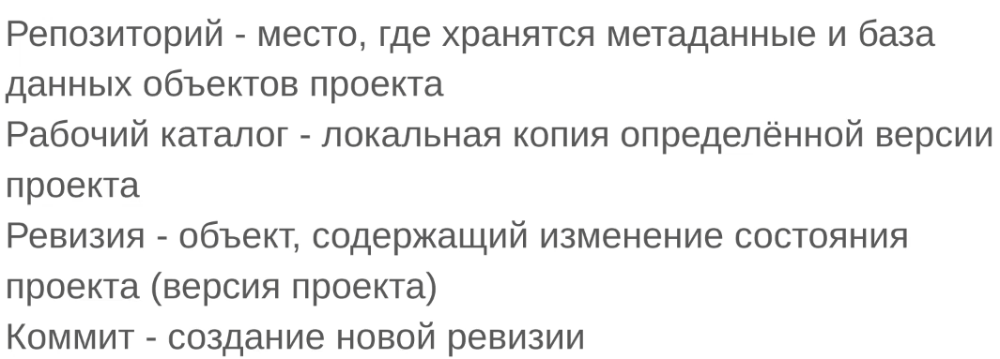 Репозиторий - место, где хранятся метаданные и база
данных объектов проекта
Рабочий каталог - локальная копия определённой версии
проекта
Ревизия - объект, содержащий изменение состояния
проекта (версия проекта)
Коммит - создание новой ревизии